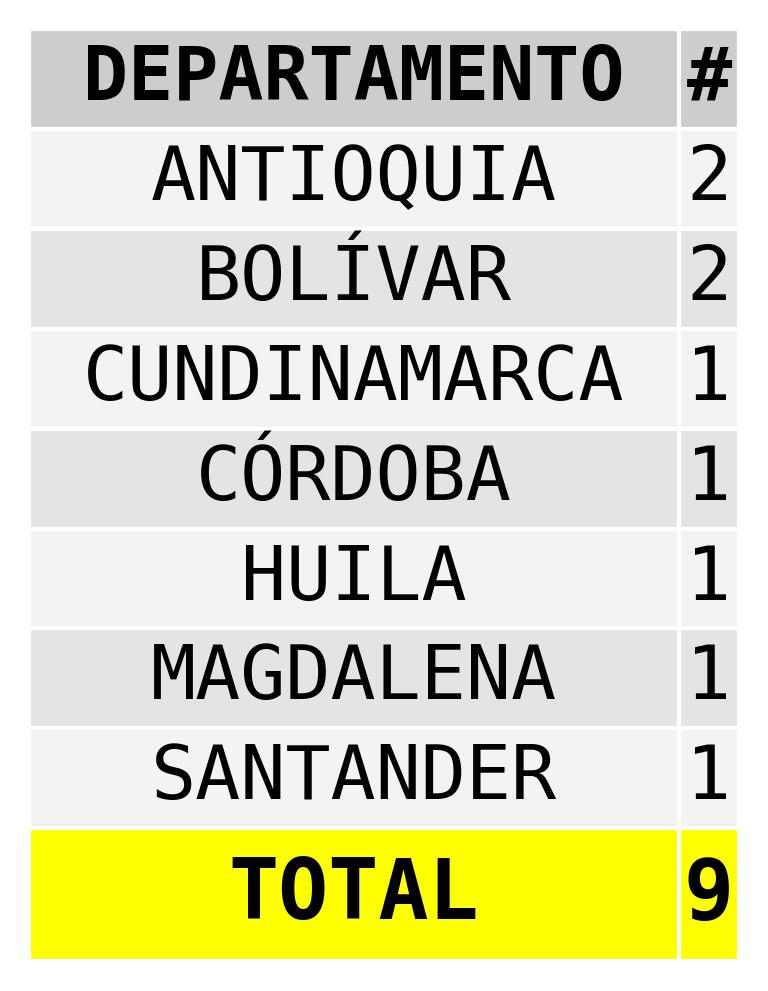 DEPARTAMENTO #
ANTIOQUIA 2
BOLÍVAR 2
CUNDINAMARCA 1
CÓRDOBA 1
HUILA 1
MAGDALENA 1
SANTANDER 1
TOTAL 9